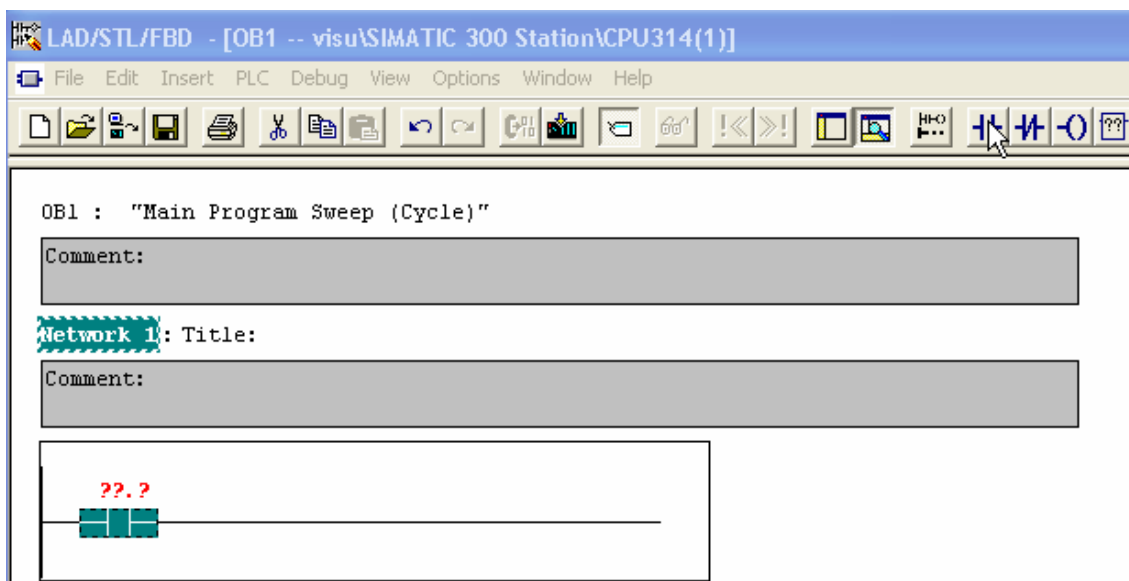 LAD/STL/FBD - [OB1 -- visu\SIMATIC 300 Station\CPU314(1)]
File Edit Insert PLC Debug View Options Window Help
OB1 : "Main Program Sweep (Cycle)"
Comment:
Network 1: Title:
Comment:
??.?